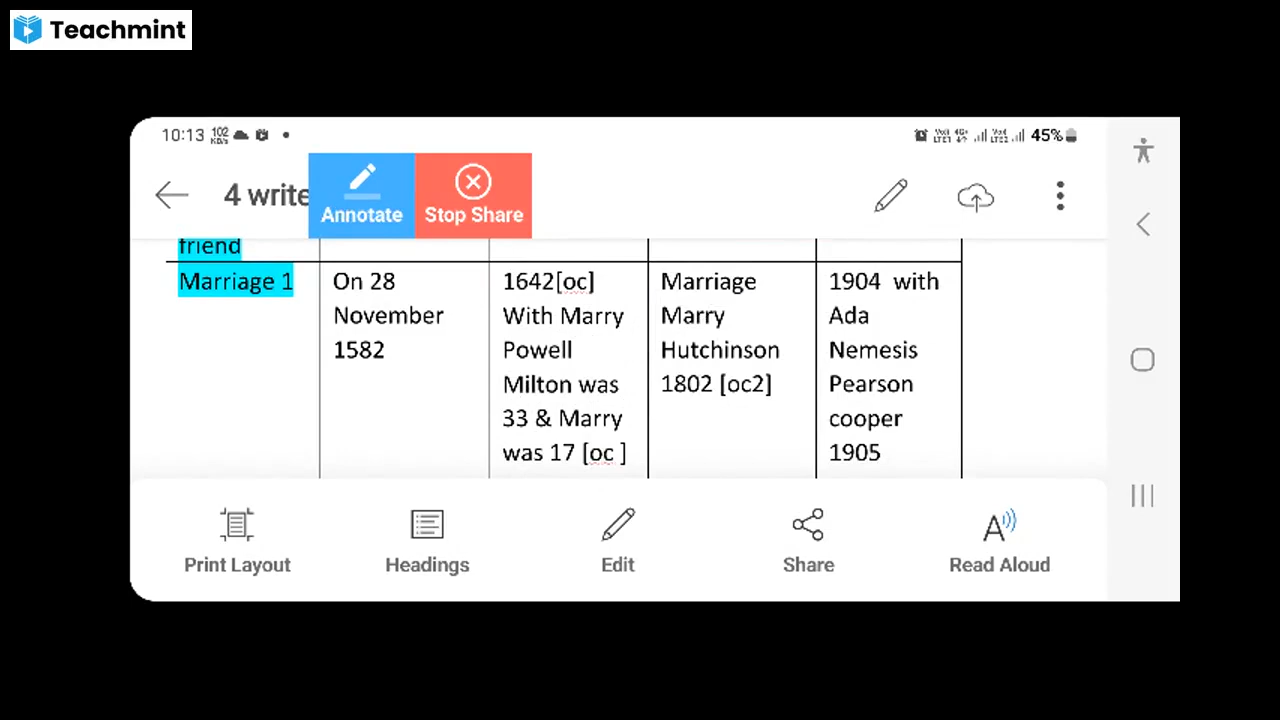 Teachmint
10:13 102 KB/s 45%
4 write
Annotate Stop Share
friend
Marriage 1
On 28
November
1582
1642[oc]
With Marry
Powell
Milton was
33 & Marry
was 17 [oc ]
Marriage
Marry
Hutchinson
1802 [oc2]
1904 with
Ada
Nemesis
Pearson
cooper
1905
Print Layout Headings Edit Share Read Aloud